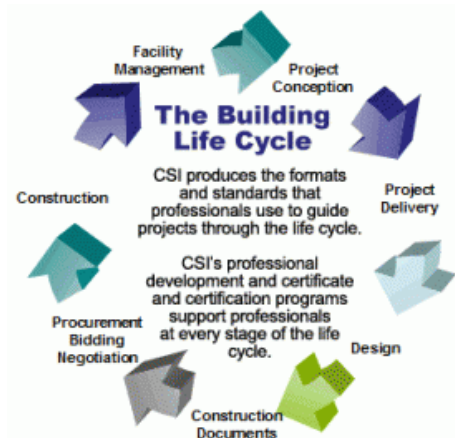 Facility
Management
Project
Conception
The Building
Life Cycle
CSI produces the formats
and standards that
professionals use to guide
projects through the life cycle.
Construction
Project
Delivery
CSI's professional
development and certificate
and certification programs
support professionals
at every stage of the life
cycle.
Procurement
Bidding
Negotiation
Design
Construction
Documents